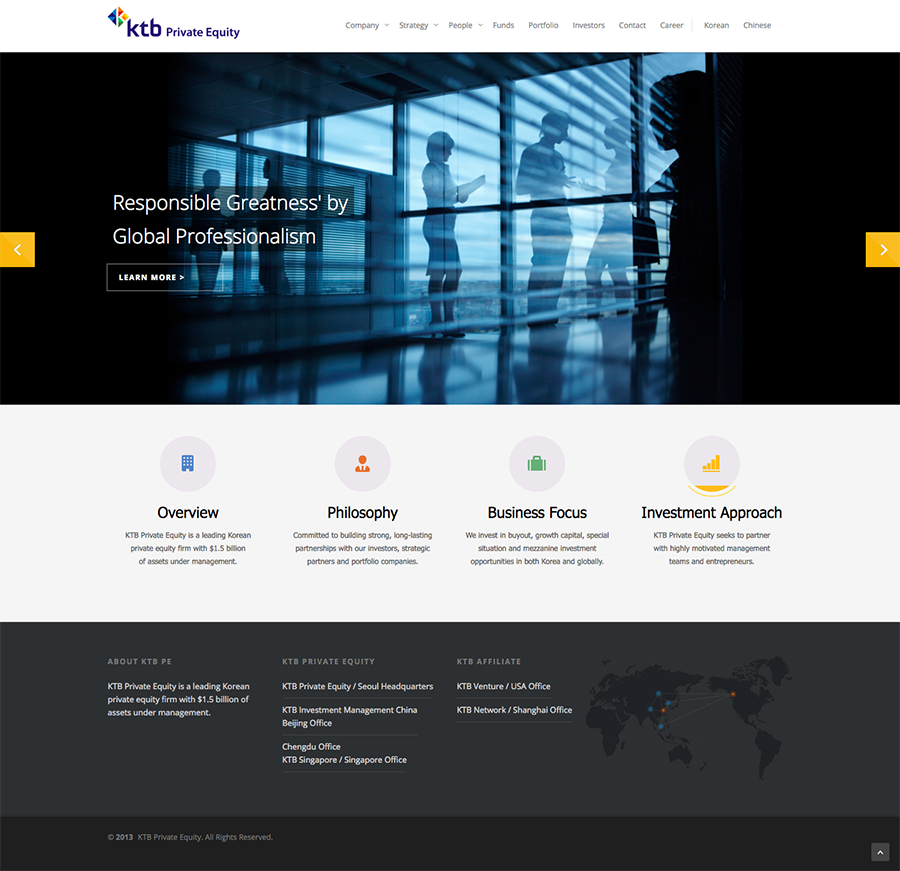 ktb Private Equity
Company Strategy People Funds Portfolio Investors Contact Career Korean Chinese
Responsible Greatness' by
Global Professionalism
LEARN MORE >
Overview
KTB Private Equity is a leading Korean
private equity firm with $1.5 billion
of assets under management.
Philosophy
Committed to building strong, long-lasting
partnerships with our investors, strategic
partners and portfolio companies.
Business Focus
We invest in buyout, growth capital, special
situation and mezzanine investment
opportunities in both Korea and globally.
Investment Approach
KTB Private Equity seeks to partner
with highly motivated management
teams and entrepreneurs.
ABOUT KTB PE
KTB Private Equity is a leading Korean
private equity firm with $1.5 billion of
assets under management.
KTB PRIVATE EQUITY
KTB Private Equity / Seoul Headquarters
KTB Investment Management China
Beijing Office
Chengdu Office
KTB Singapore / Singapore Office
KTB AFFILIATE
KTB Venture / USA Office
KTB Network / Shanghai Office
© 2013 KTB Private Equity. All Rights Reserved.